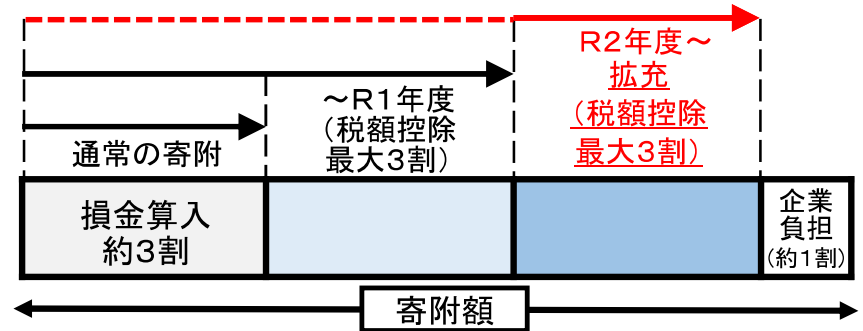 R2年度~
拡充
(税額控除
最大3割)
~R1年度
(税額控除
最大3割)
通常の寄附
損金算入
約3割
企業
負担
(約1割)
寄附額